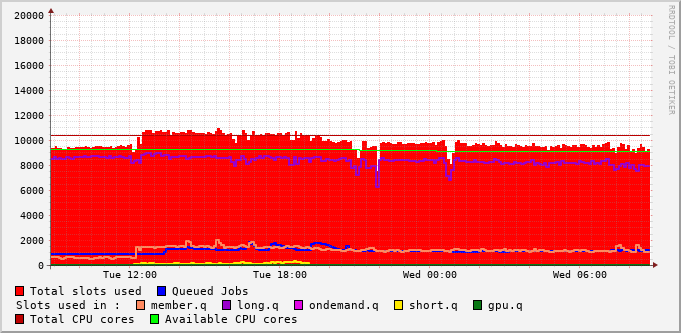 20000
18000
16000
14000
12000
10000
8000
6000
4000
2000
0
Tue 12:00 Tue 18:00 Wed 00:00 Wed 06:00
Total slots used Queued Jobs
Slots used in : member.q long.q ondemand.q short.q gpu.q
Total CPU cores Available CPU cores
RRDTOOL / TOBI OETIKER